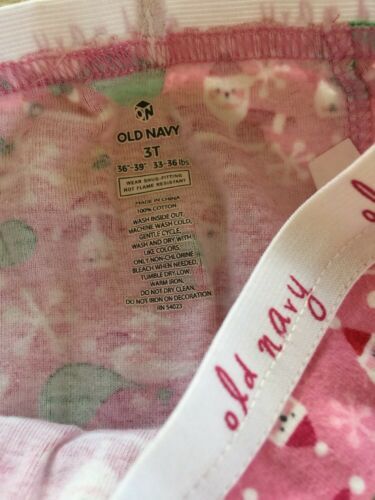 ON
OLD NAVY
3T
36"-39" 33-36 lbs
WEAR SNUG-FITTING
NOT FLAME RESISTANT
MADE IN CHINA
100% COTTON
WASH INSIDE OUT
MACHINE WASH COLD,
GENTLE CYCLE,
WASH AND DRY WITH
LIKE COLORS,
ONLY NON-CHLORINE
BLEACH WHEN NEEDED,
TUMBLE DRY LOW,
WARM IRON,
DO NOT DRY CLEAN,
DO NOT IRON ON DECORATION
RN 54023
old navy